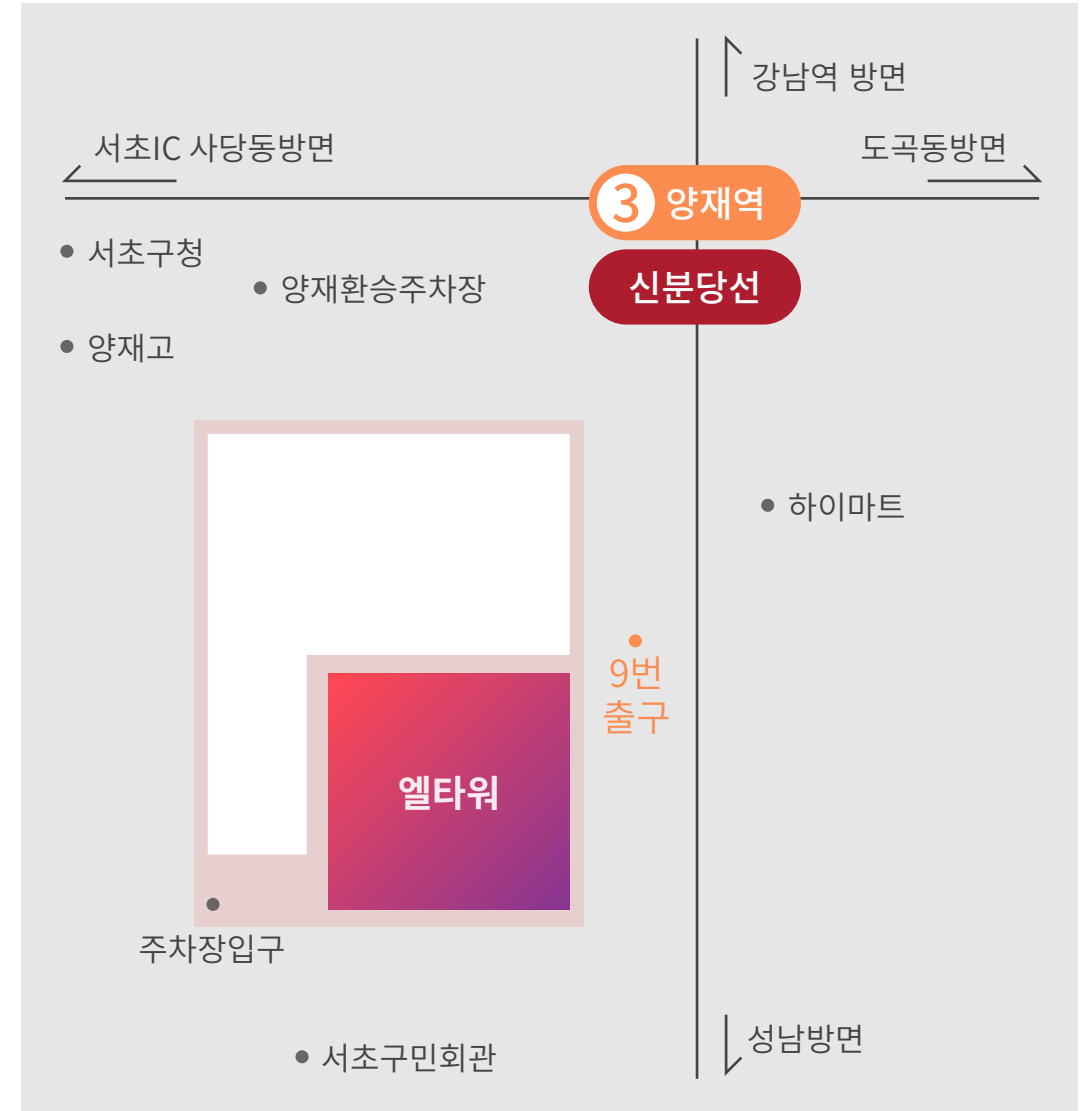 강남역 방면
서초IC 사당동방면
도곡동방면
3 양재역
서초구청
양재환승주차장
신분당선
양재고
하이마트
9번
출구
엘타워
주차장입구
성남방면
서초구민회관